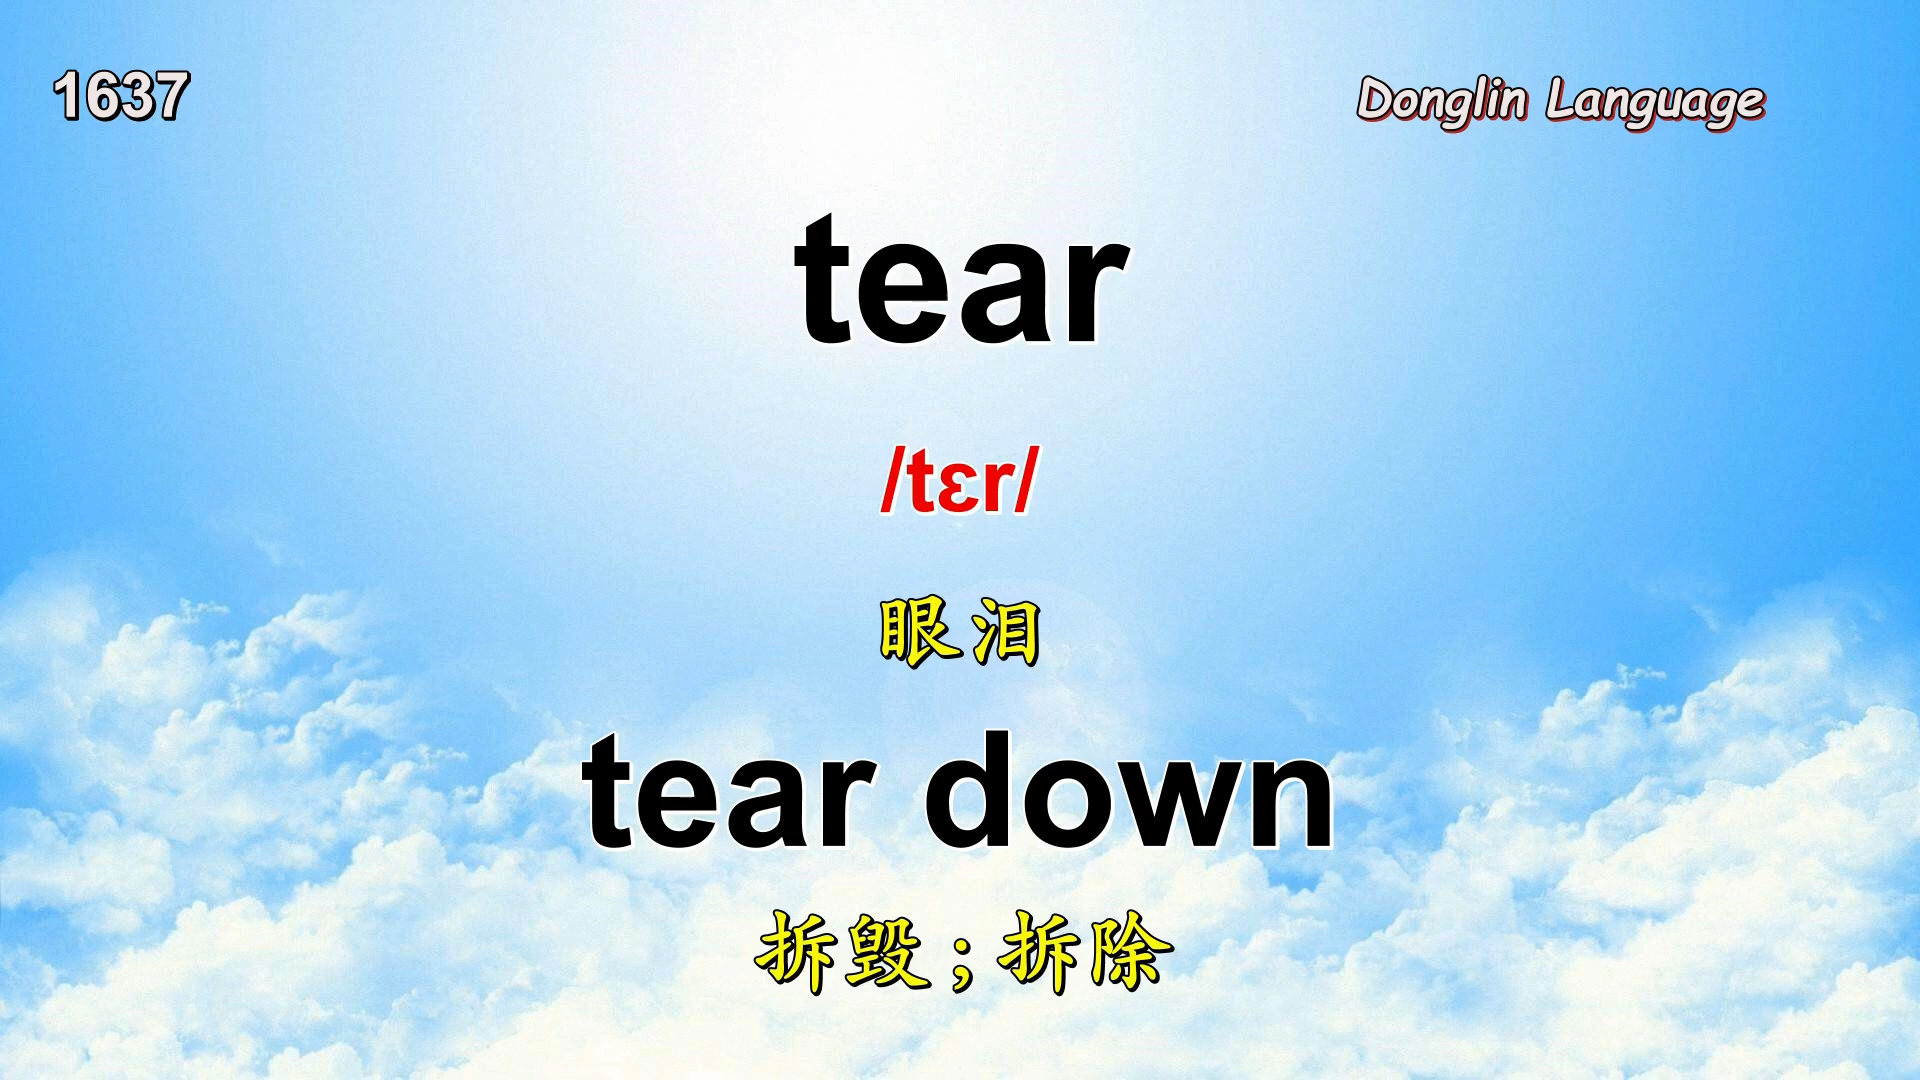 1637
Donglin Language
tear
/tɛr/
眼泪
tear down
拆毁;拆除